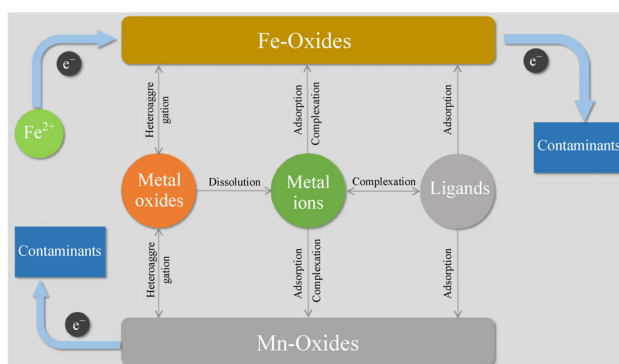 Fe-Oxides
e⁻
e⁻
Fe²⁺
Contaminants
Heteroaggre
gation
Adsorption
Complexation
Adsorption
Metal
oxides
Dissolution
Metal
ions
Complexation
Ligands
Contaminants
Heteroaggre
gation
Adsorption
Complexation
Adsorption
e⁻
Mn-Oxides